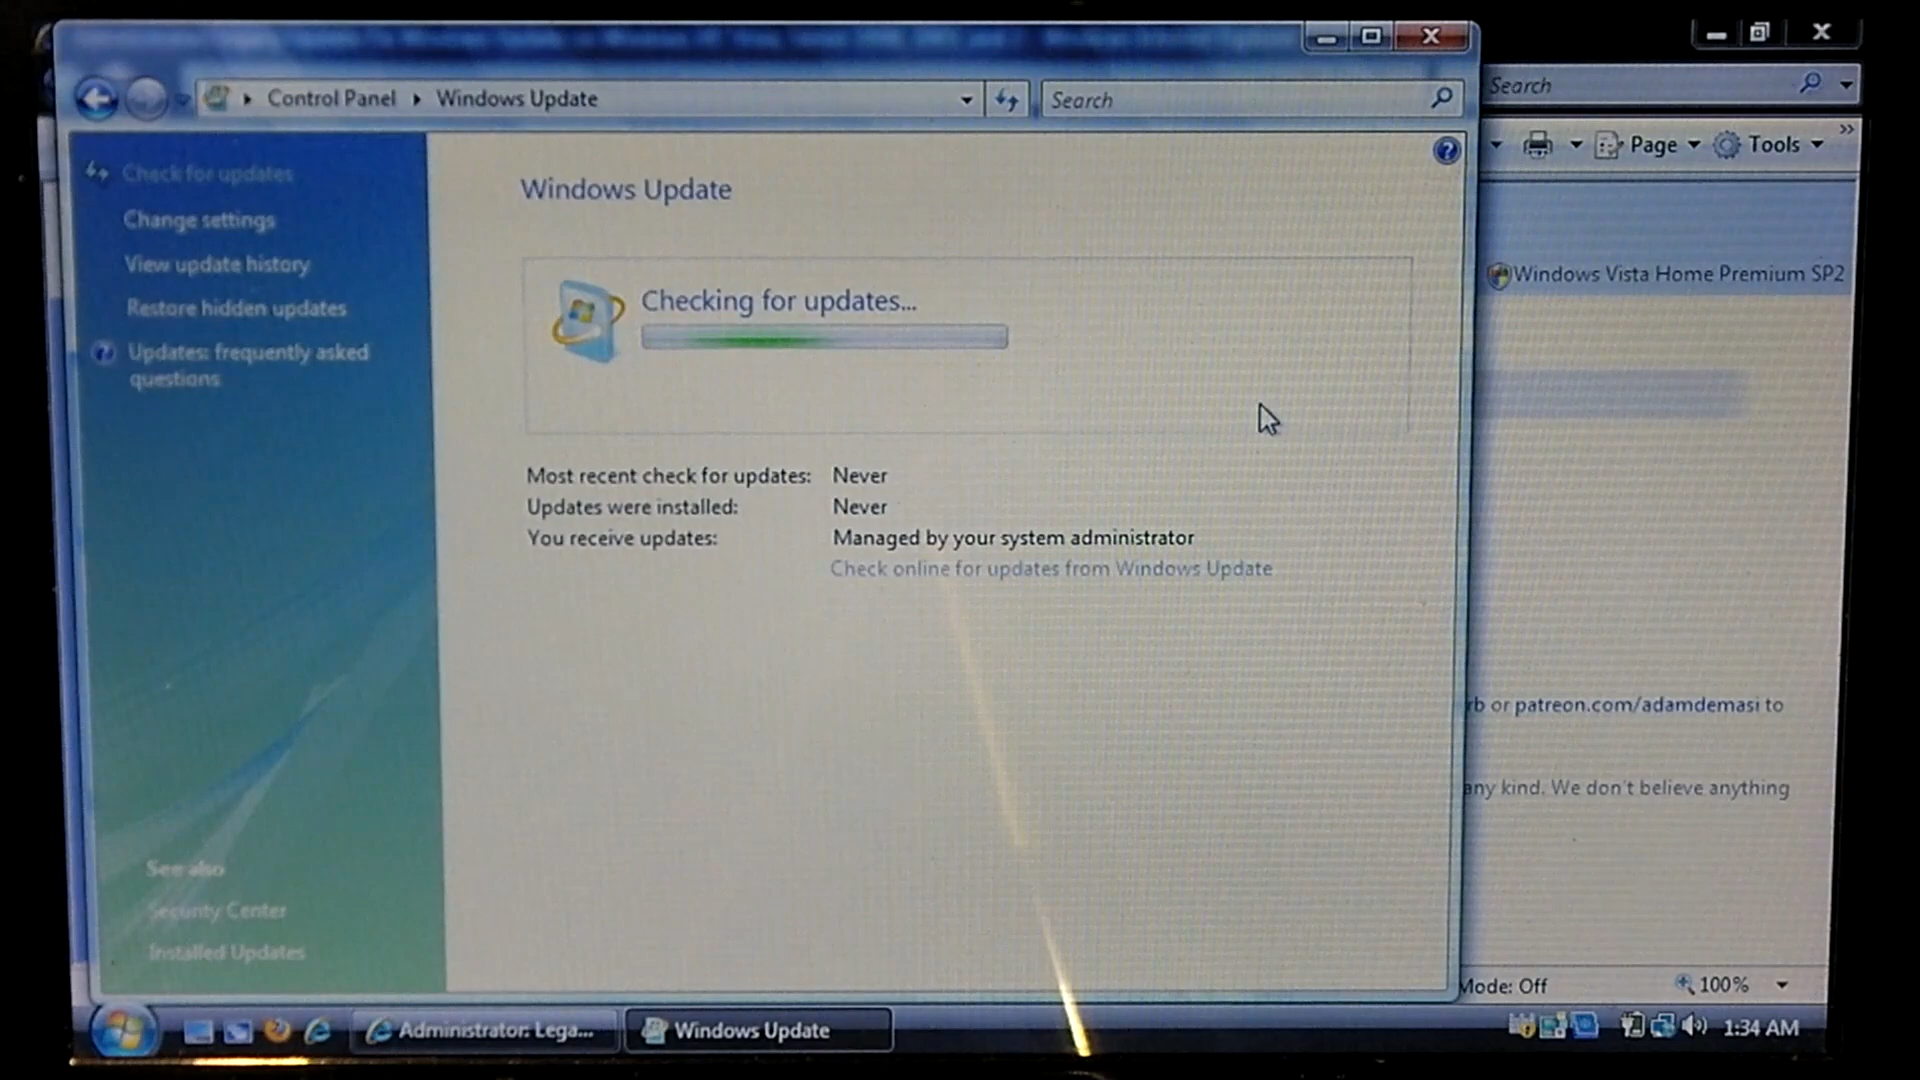 Control Panel
Windows Update
Search
Search
Page
Tools
Check for updates
Change settings
View update history
Restore hidden updates
Updates: frequently asked
questions
Windows Update
Checking for updates...
Windows Vista Home Premium SP2
Most recent check for updates: Never
Updates were installed: Never
You receive updates: Managed by your system administrator
Check online for updates from Windows Update
rb or patreon.com/adamdemasi to
any kind. We don't believe anything
See also
Security Center
Installed Updates
Mode: Off
100%
Administrator: Lega...
Windows Update
1:34 AM